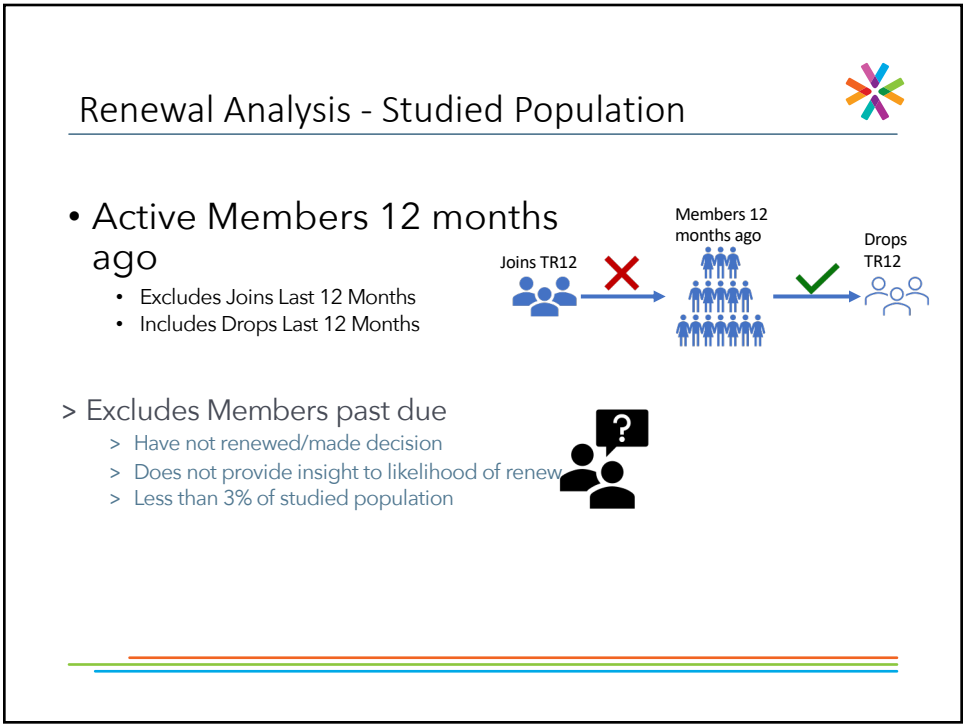 Renewal Analysis - Studied Population
• Active Members 12 months
ago
• Excludes Joins Last 12 Months
• Includes Drops Last 12 Months
Joins TR12
Members 12
months ago
Drops
TR12
> Excludes Members past due
> Have not renewed/made decision
> Does not provide insight to likelihood of renew
> Less than 3% of studied population
?